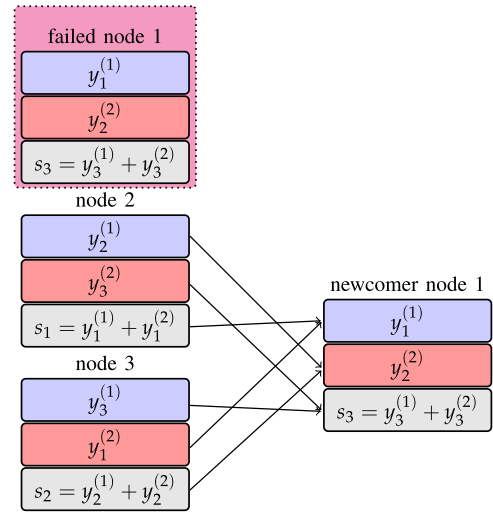 failed node 1
y_1^{(1)}
y_2^{(2)}
s_3 = y_3^{(1)} + y_3^{(2)}
node 2
y_2^{(1)}
y_3^{(2)}
s_1 = y_1^{(1)} + y_1^{(2)}
node 3
y_3^{(1)}
y_1^{(2)}
s_2 = y_2^{(1)} + y_2^{(2)}
newcomer node 1
y_1^{(1)}
y_2^{(2)}
s_3 = y_3^{(1)} + y_3^{(2)}